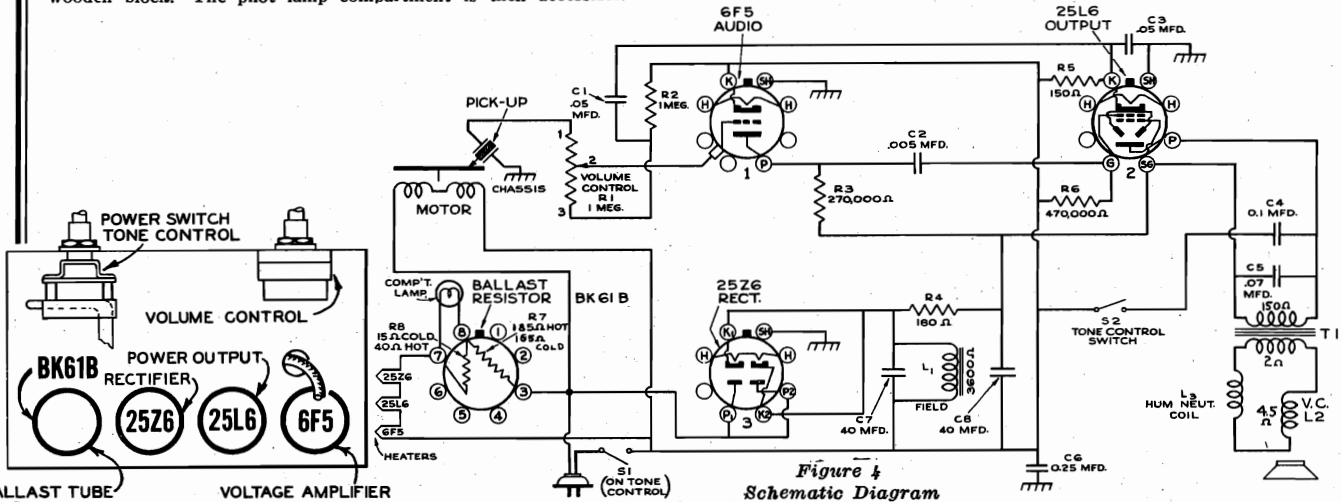 wooden block. The pilot lamp compartment is then
6F5
AUDIO
25L6
OUTPUT
C3
.05 MFD.
K
SH
H
H
P
1
R5
150Ω
K
SH
H
H
P
G
SG
2
C1
.05
MFD.
R2
1 MEG.
PICK-UP
CHASSIS
MOTOR
1
2
3
VOLUME
CONTROL
R1
1 MEG.
C2
.005 MFD.
R3
270,000Ω
R6
470,000Ω
C4
0.1 MFD.
C5
.07
MFD.
150Ω
T1
2Ω
S2
TONE CONTROL
SWITCH
L3
HUM NEUT.
COIL
4.5
Ω
V.C.
L2
POWER SWITCH
TONE CONTROL
VOLUME CONTROL
BK61B
RECTIFIER
POWER OUTPUT
25Z6
25L6
6F5
BALLAST TUBE
VOLTAGE AMPLIFIER
COMP'T.
LAMP
BALLAST
RESISTOR
BK61B
R8
15Ω COLD
40Ω HOT
R7
185Ω HOT
165Ω
COLD
8
1
7
2
6
3
5
4
25Z6
25L6
6F5
HEATERS
S1
(ON TONE
CONTROL)
25Z6
RECT.
K1
SH
H
H
P2
P1
K2
3
R4
180Ω
L1
3600Ω
FIELD
C7
40 MFD.
C8
40 MFD.
C6
0.25 MFD.
Figure 4
Schematic Diagram